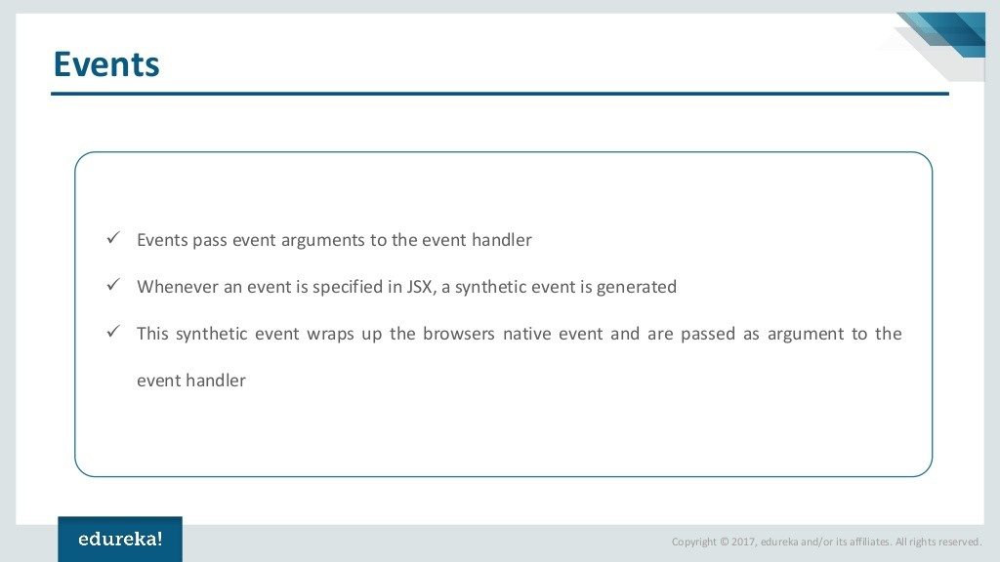 Events
✓ Events pass event arguments to the event handler
✓ Whenever an event is specified in JSX, a synthetic event is generated
✓ This synthetic event wraps up the browsers native event and are passed as argument to the
event handler
edureka!
Copyright © 2017, edureka and/or its affiliates. All rights reserved.